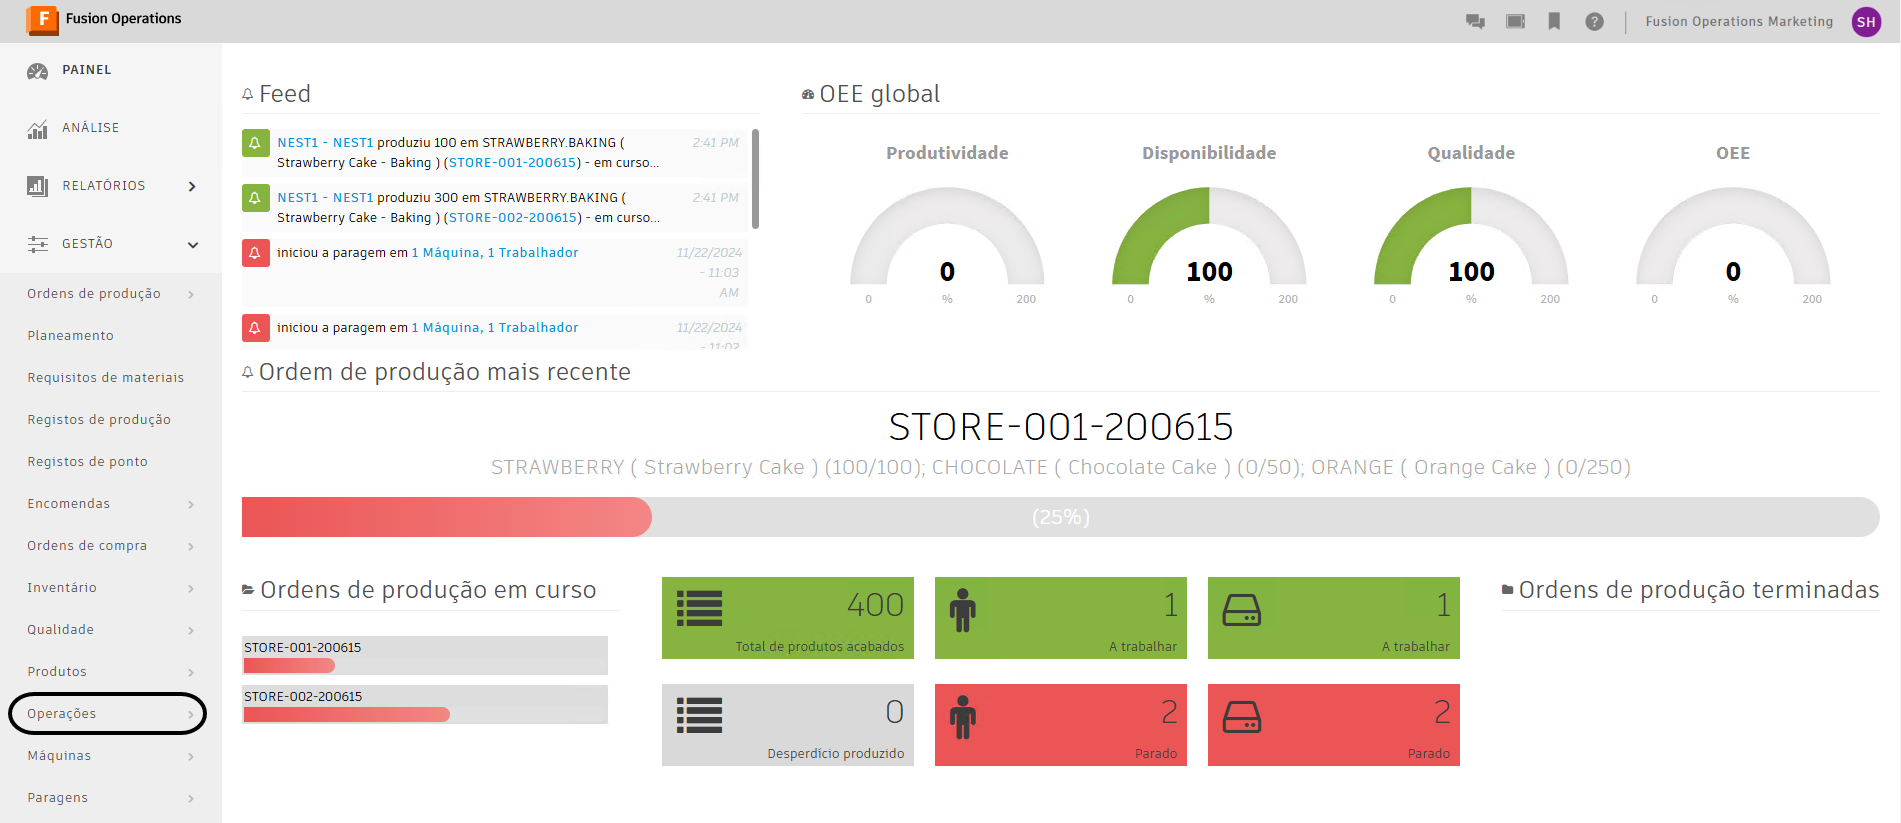 F Fusion Operations
Fusion Operations Marketing SH
PAINEL
ANÁLISE
RELATÓRIOS
GESTÃO
Ordens de produção
Planeamento
Requisitos de materiais
Registos de produção
Registos de ponto
Encomendas
Ordens de compra
Inventário
Qualidade
Produtos
Operações
Máquinas
Paragens
Feed
NEST1 - NEST1 produziu 100 em STRAWBERRY.BAKING (
Strawberry Cake - Baking ) (STORE-001-200615) - em curso...
2:41 PM
NEST1 - NEST1 produziu 300 em STRAWBERRY.BAKING (
Strawberry Cake - Baking ) (STORE-002-200615) - em curso...
2:41 PM
iniciou a paragem em 1 Máquina, 1 Trabalhador
11/22/2024
- 11:03
AM
iniciou a paragem em 1 Máquina, 1 Trabalhador
11/22/2024
- 11:02
OEE global
Produtividade
0
0 % 200
Disponibilidade
100
0 % 200
Qualidade
100
0 % 200
OEE
0
0 % 200
Ordem de produção mais recente
STORE-001-200615
STRAWBERRY ( Strawberry Cake ) (100/100); CHOCOLATE ( Chocolate Cake ) (0/50); ORANGE ( Orange Cake ) (0/250)
(25%)
Ordens de produção em curso
STORE-001-200615
STORE-002-200615
400
Total de produtos acabados
1
A trabalhar
1
A trabalhar
0
Desperdício produzido
2
Parado
2
Parado
Ordens de produção terminadas